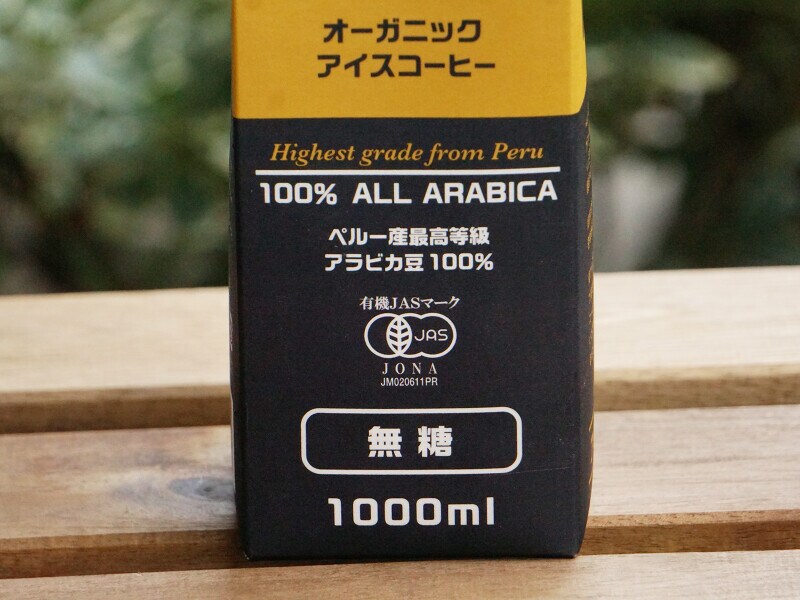 オーガニック
アイスコーヒー
Highest grade from Peru
100% ALL ARABICA
ペルー産最高等級
アラビカ豆100%
有機JASマーク
JAS
JONA
JM020611PR
無糖
1000ml